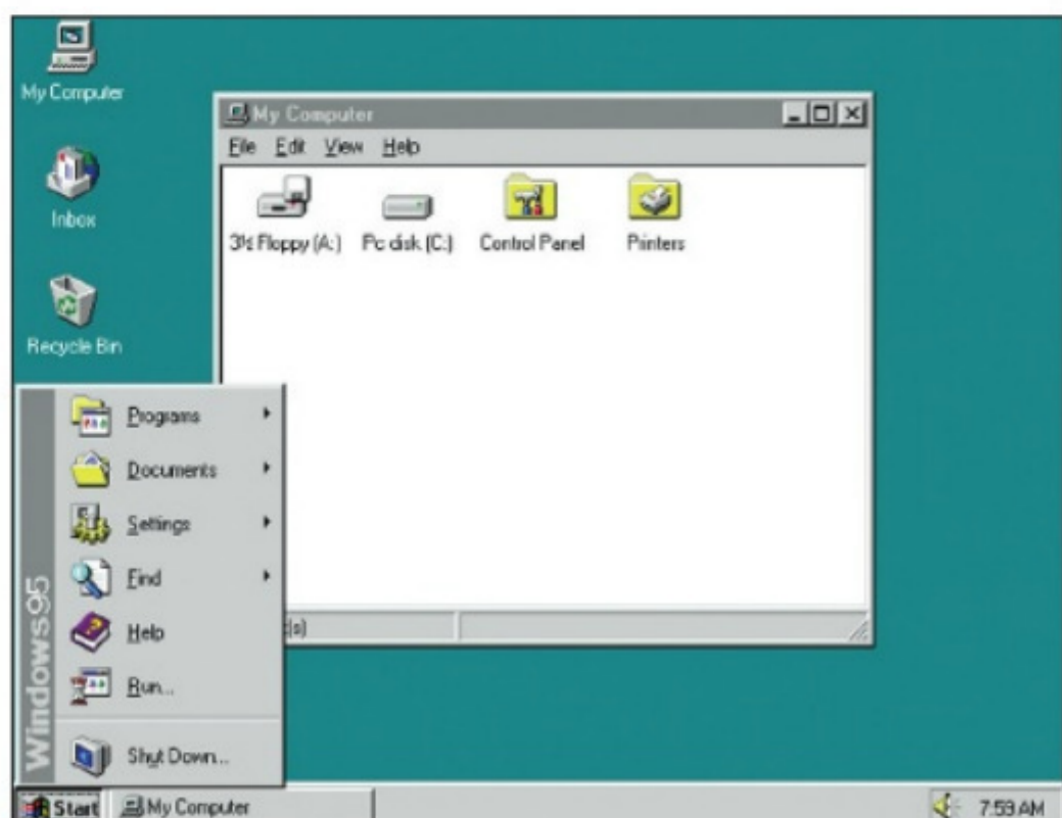 My Computer
Inbox
Recycle Bin
My Computer
File Edit View Help
3½ Floppy (A:) Pc disk (C:) Control Panel Printers
(s)
Programs
Documents
Settings
Find
Help
Run...
Shut Down...
Windows95
Start My Computer 7:59 AM